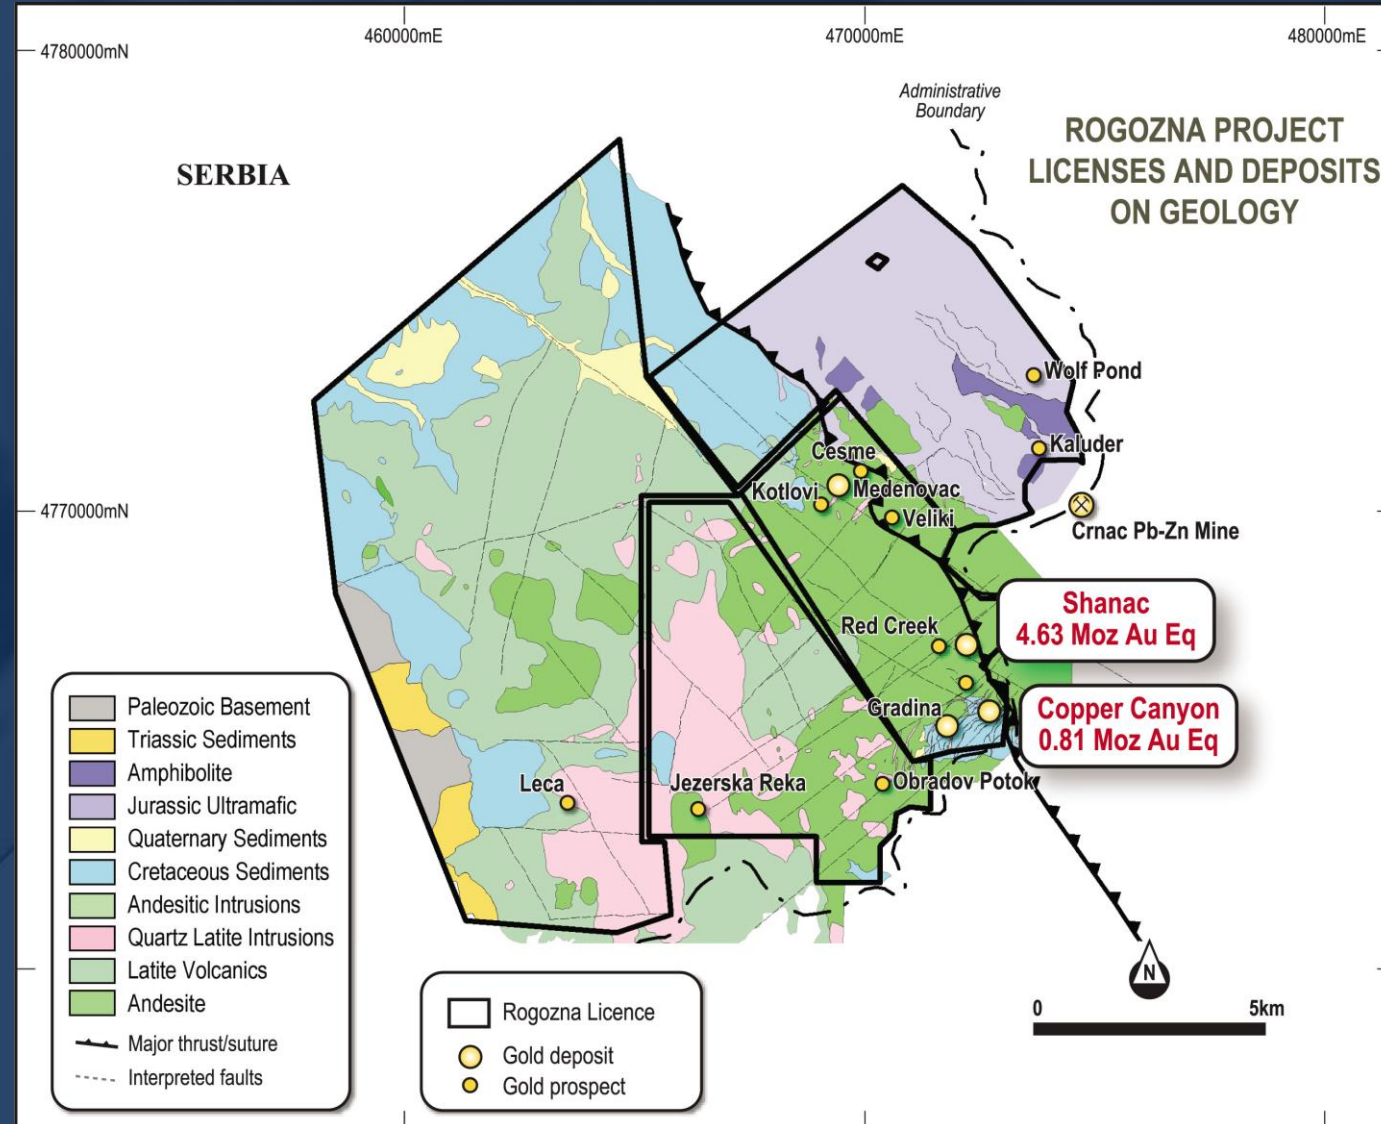 460000mE
470000mE
480000mE
4780000mN
Administrative
Boundary
ROGOZNA PROJECT
LICENSES AND DEPOSITS
ON GEOLOGY
SERBIA
Wolf Pond
Kaluder
Cesme
Kotlovi
Medenovac
Veliki
4770000mN
Crnac Pb-Zn Mine
Shanac
4.63 Moz Au Eq
Red Creek
Gradina
Copper Canyon
0.81 Moz Au Eq
Leca
Jezerska Reka
Obradov Potok
Paleozoic Basement
Triassic Sediments
Amphibolite
Jurassic Ultramafic
Quaternary Sediments
Cretaceous Sediments
Andesitic Intrusions
Quartz Latite Intrusions
Latite Volcanics
Andesite
Major thrust/suture
Interpreted faults
Rogozna Licence
Gold deposit
Gold prospect
N
0 5km